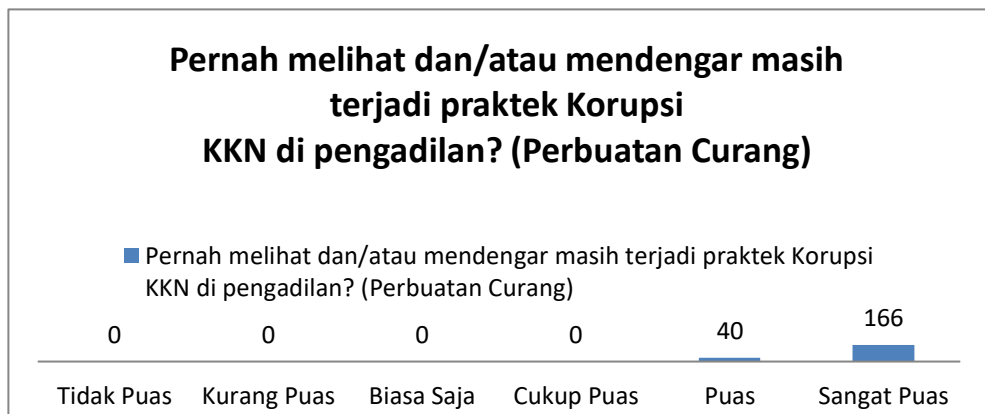 Pernah melihat dan/atau mendengar masih
terjadi praktek Korupsi
KKN di pengadilan? (Perbuatan Curang)
Pernah melihat dan/atau mendengar masih terjadi praktek Korupsi
KKN di pengadilan? (Perbuatan Curang)
0 0 0 0 40 166
Tidak Puas Kurang Puas Biasa Saja Cukup Puas Puas Sangat Puas